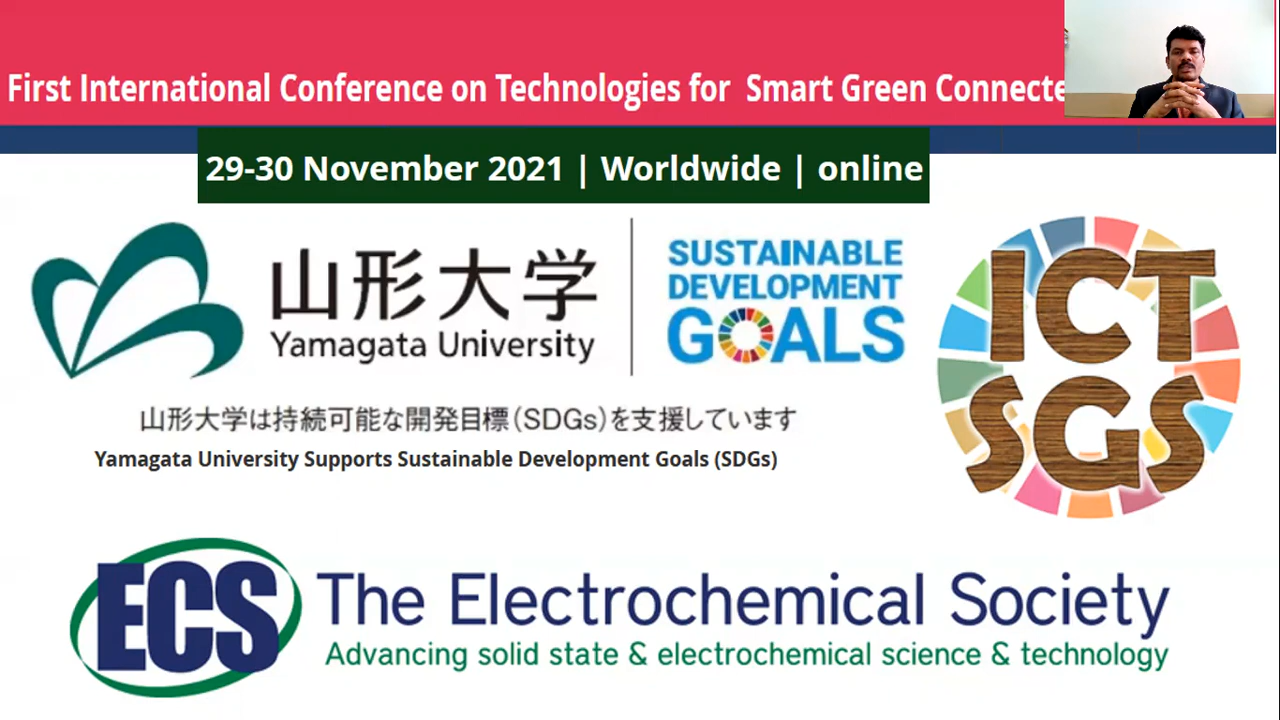 First International Conference on Technologies for Smart Green Connecte
29-30 November 2021 | Worldwide | online
山形大学
Yamagata University
SUSTAINABLE
DEVELOPMENT
GOALS
ICT
SGS
山形大学は持続可能な開発目標(SDGs)を支援しています
Yamagata University Supports Sustainable Development Goals (SDGs)
ECS
The Electrochemical Society
Advancing solid state & electrochemical science & technology